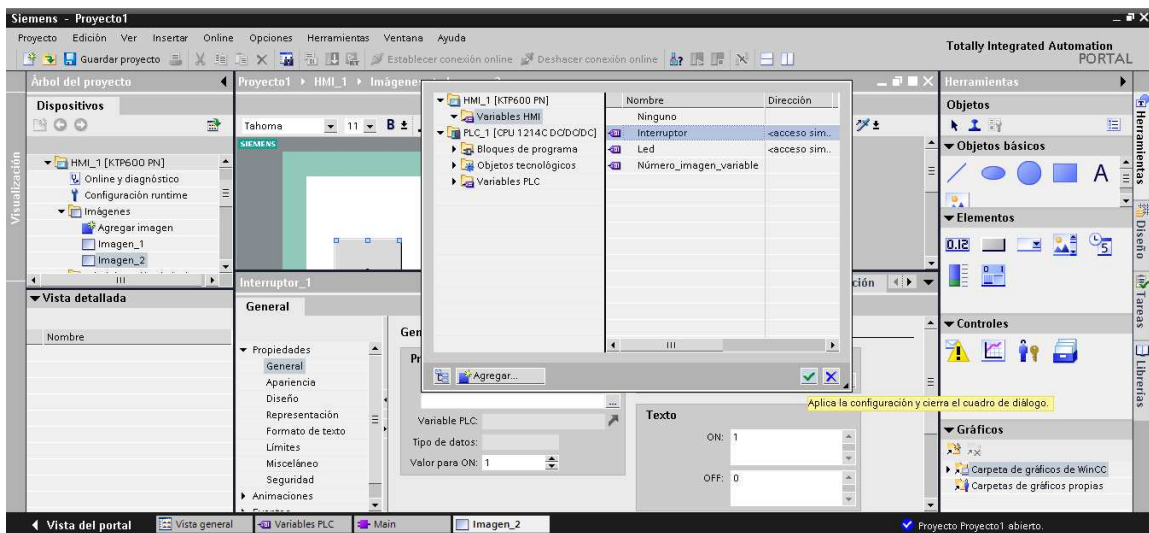 Siemens - Proyecto1
Proyecto Edición Ver Insertar Online Opciones Herramientas Ventana Ayuda
Guardar proyecto
Establecer conexión online
Deshacer conexión online
Totally Integrated Automation
PORTAL
Árbol del proyecto
Dispositivos
HMI_1 [KTP600 PN]
Online y diagnóstico
Configuración runtime
Imágenes
Agregar imagen
Imagen_1
Imagen_2
Vista detallada
Nombre
Visualización
Proyecto1 HMI_1
Tahoma 11 B
SIEMENS
HMI_1 [KTP600 PN]
Variables HMI
PLC_1 [CPU 1214C DC/DC/DC]
Bloques de programa
Objetos tecnológicos
Variables PLC
Nombre Dirección
Ninguno
Interruptor <acceso sim..
Led <acceso sim..
Número_imagen_variable
Agregar...
Aplica la configuración y cierra el cuadro de diálogo.
Interruptor_1
General
Propiedades
General
Apariencia
Diseño
Representación
Formato de texto
Límites
Misceláneo
Seguridad
Animaciones
Variable PLC:
Tipo de datos:
Valor para ON: 1
Texto
ON: 1
OFF: 0
Herramientas
Objetos
Objetos básicos
A
Elementos
0.12
5
0 1
Controles
Gráficos
Carpeta de gráficos de WinCC
Carpetas de gráficos propias
Herramientas
Diseño
Tareas
Librerías
Vista del portal
Vista general
Variables PLC
Main
Imagen_2
Proyecto Proyecto1 abierto.